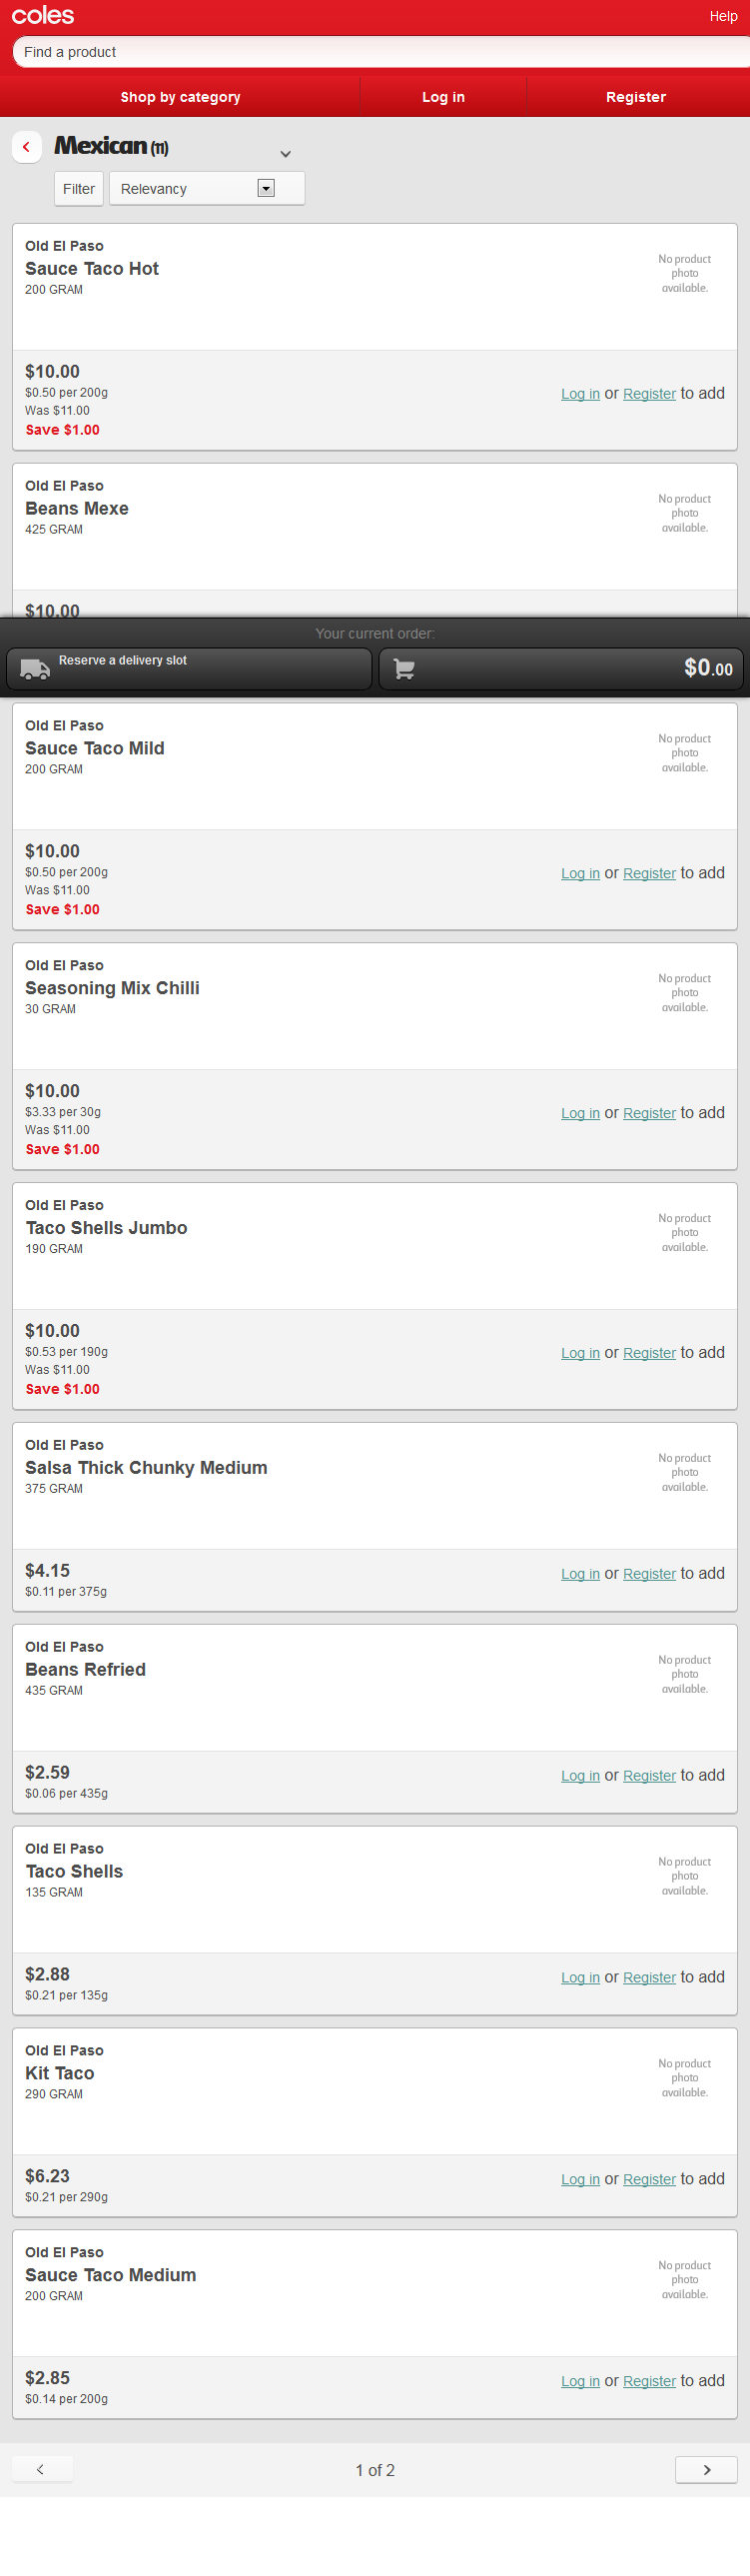 coles
Help
Find a product
Shop by category
Log in
Register
Mexican (11)
Filter
Relevancy
Old El Paso
Sauce Taco Hot
200 GRAM
No product
photo
available.
$10.00
$0.50 per 200g
Was $11.00
Save $1.00
Log in or Register to add
Old El Paso
Beans Mexe
425 GRAM
No product
photo
available.
$10.00
Your current order:
Reserve a delivery slot
$0.00
Old El Paso
Sauce Taco Mild
200 GRAM
No product
photo
available.
$10.00
$0.50 per 200g
Was $11.00
Save $1.00
Log in or Register to add
Old El Paso
Seasoning Mix Chilli
30 GRAM
No product
photo
available.
$10.00
$3.33 per 30g
Was $11.00
Save $1.00
Log in or Register to add
Old El Paso
Taco Shells Jumbo
190 GRAM
No product
photo
available.
$10.00
$0.53 per 190g
Was $11.00
Save $1.00
Log in or Register to add
Old El Paso
Salsa Thick Chunky Medium
375 GRAM
No product
photo
available.
$4.15
$0.11 per 375g
Log in or Register to add
Old El Paso
Beans Refried
435 GRAM
No product
photo
available.
$2.59
$0.06 per 435g
Log in or Register to add
Old El Paso
Taco Shells
135 GRAM
No product
photo
available.
$2.88
$0.21 per 135g
Log in or Register to add
Old El Paso
Kit Taco
290 GRAM
No product
photo
available.
$6.23
$0.21 per 290g
Log in or Register to add
Old El Paso
Sauce Taco Medium
200 GRAM
No product
photo
available.
$2.85
$0.14 per 200g
Log in or Register to add
1 of 2